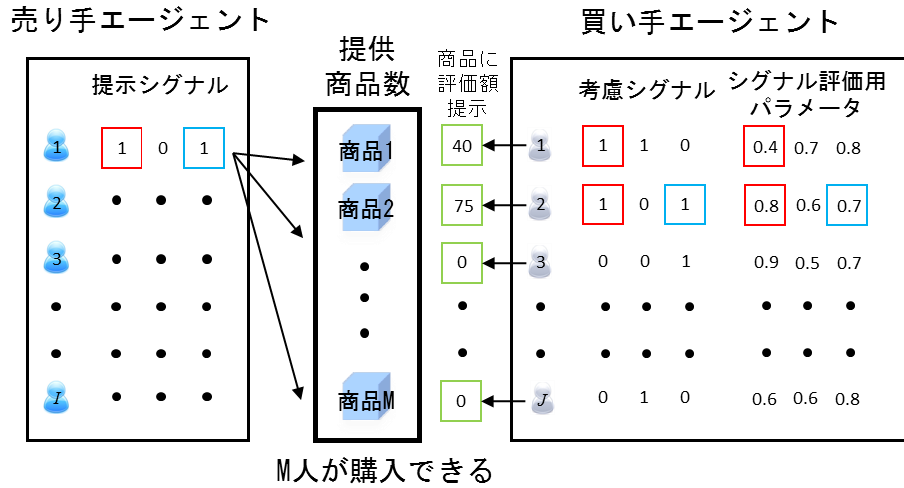 売り手エージェント
提示シグナル
1 1 0 1
2
3
I
提供
商品数
商品1
商品2
商品M
M人が購入できる
商品に
評価額
提示
40
75
0
0
買い手エージェント
考慮シグナル
シグナル評価用
パラメータ
1 1 1 0 0.4 0.7 0.8
2 1 0 1 0.8 0.6 0.7
3 0 0 1 0.9 0.5 0.7
J 0 1 0 0.6 0.6 0.8